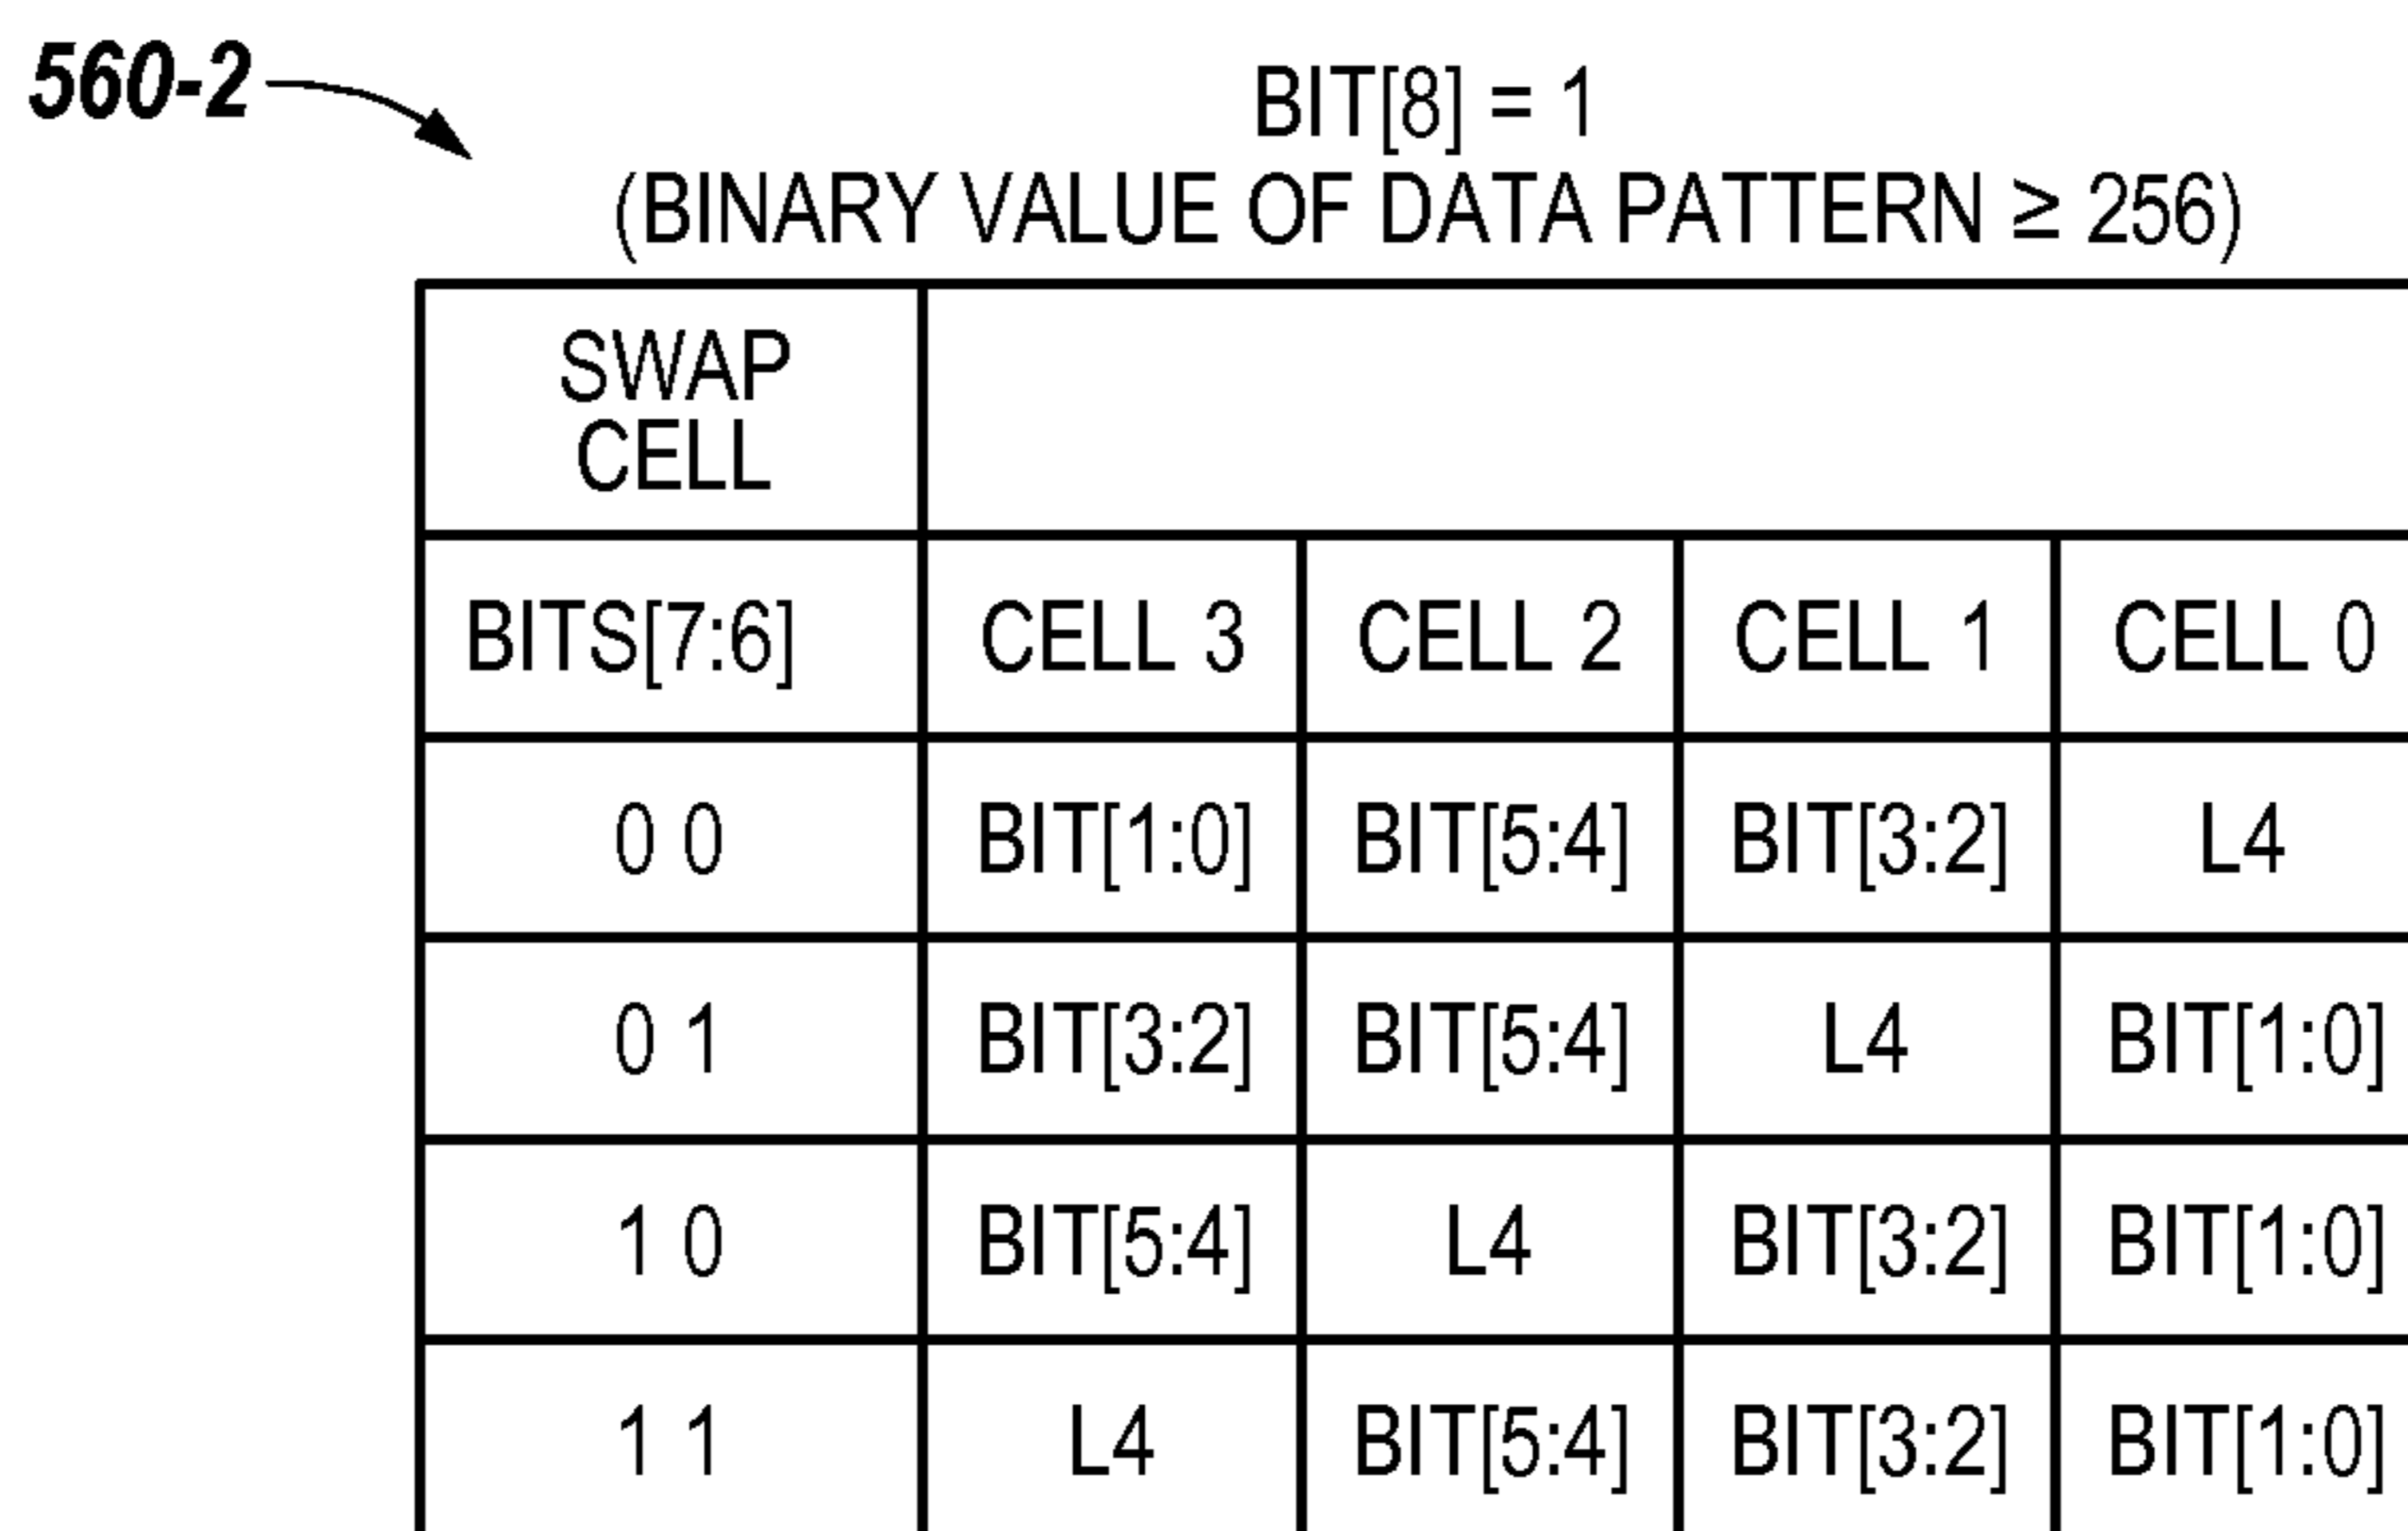 560-2
BIT[8] = 1
(BINARY VALUE OF DATA PATTERN ≥ 256)
SWAP
CELL
BITS[7:6] CELL 3 CELL 2 CELL 1 CELL 0
0 0 BIT[1:0] BIT[5:4] BIT[3:2] L4
0 1 BIT[3:2] BIT[5:4] L4 BIT[1:0]
1 0 BIT[5:4] L4 BIT[3:2] BIT[1:0]
1 1 L4 BIT[5:4] BIT[3:2] BIT[1:0]